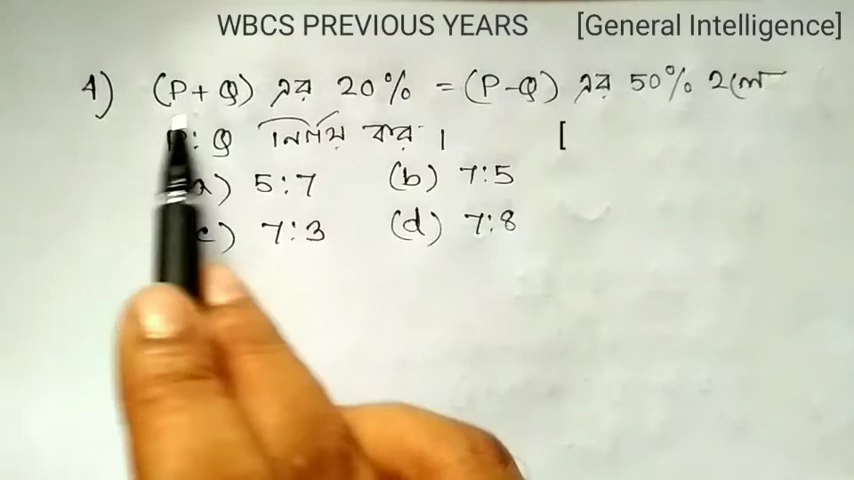 WBCS PREVIOUS YEARS [General Intelligence]
4) (P+Q) এর 20% = (P-Q) এর 50% হলে
P:Q নির্ণয় কর। [
a) 5:7 (b) 7:5
c) 7:3 (d) 7:8